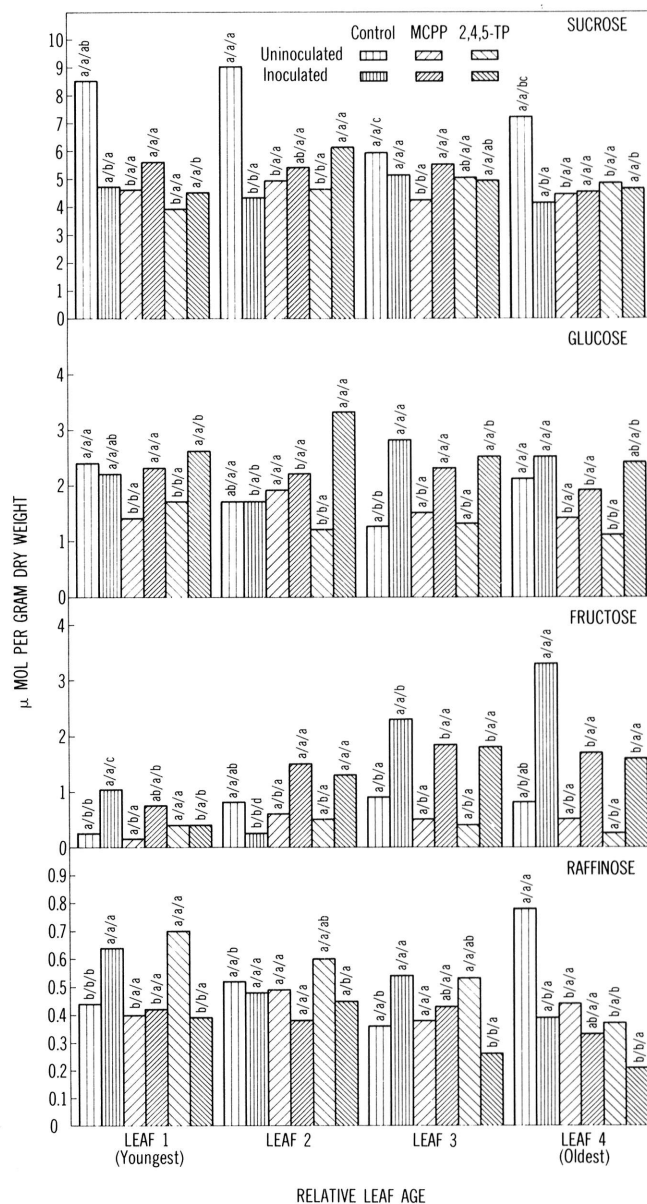 SUCROSE
Control MCPP 2,4,5-TP
Uninoculated
Inoculated
10
9
8
7
6
5
4
3
2
1
0
a/a/ab
a/b/a
b/a/a
a/a/a
b/a/a
a/a/b
a/a/a
b/b/a
b/a/a
ab/a/a
b/b/a
a/a/a
a/a/c
a/a/a
b/b/a
a/a/a
ab/a/a
a/a/ab
a/a/bc
a/b/a
b/a/a
a/a/a
b/a/a
a/a/b
GLUCOSE
4
3
2
1
0
a/a/a
a/a/ab
b/b/a
a/a/a
b/b/a
a/a/b
ab/a/a
b/a/b
a/a/a
b/a/a
b/b/a
a/a/a
a/b/b
a/a/a
a/b/a
a/a/a
a/b/a
a/a/b
a/a/a
a/a/a
b/a/a
b/a/a
b/b/a
ab/a/b
μ MOL PER GRAM DRY WEIGHT
FRUCTOSE
4
3
2
1
0
a/b/b
a/a/c
a/b/a
ab/a/b
a/a/a
b/a/b
a/a/ab
b/b/d
a/b/a
a/a/a
a/b/a
a/a/a
a/b/a
a/a/b
a/b/a
b/a/a
a/b/a
b/a/a
a/b/ab
a/a/a
a/b/a
b/a/a
a/b/a
b/a/a
RAFFINOSE
0.9
0.8
0.7
0.6
0.5
0.4
0.3
0.2
0.1
0
b/b/b
a/a/a
b/a/a
b/a/a
a/a/a
b/b/a
a/a/b
a/a/a
a/a/a
a/a/a
a/a/ab
a/b/a
a/a/b
a/a/a
a/a/a
ab/a/a
a/a/ab
b/b/a
a/a/a
a/b/a
b/a/a
ab/a/a
b/a/b
b/b/a
LEAF 1 LEAF 2 LEAF 3 LEAF 4
(Youngest) (Oldest)
RELATIVE LEAF AGE